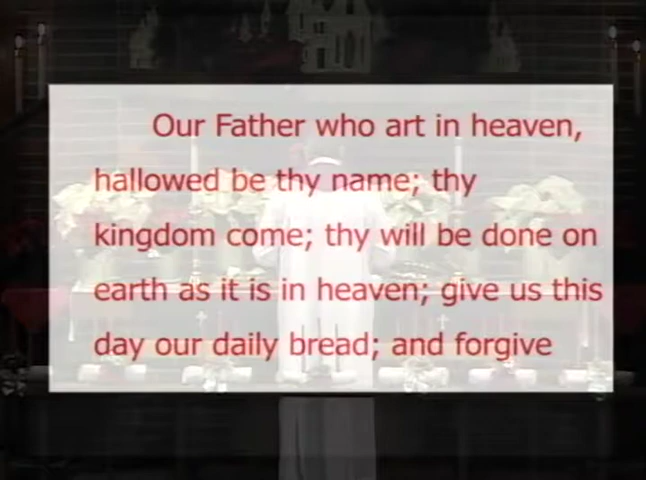 Our Father who art in heaven,
hallowed be thy name; thy
kingdom come; thy will be done on
earth as it is in heaven; give us this
day our daily bread; and forgive